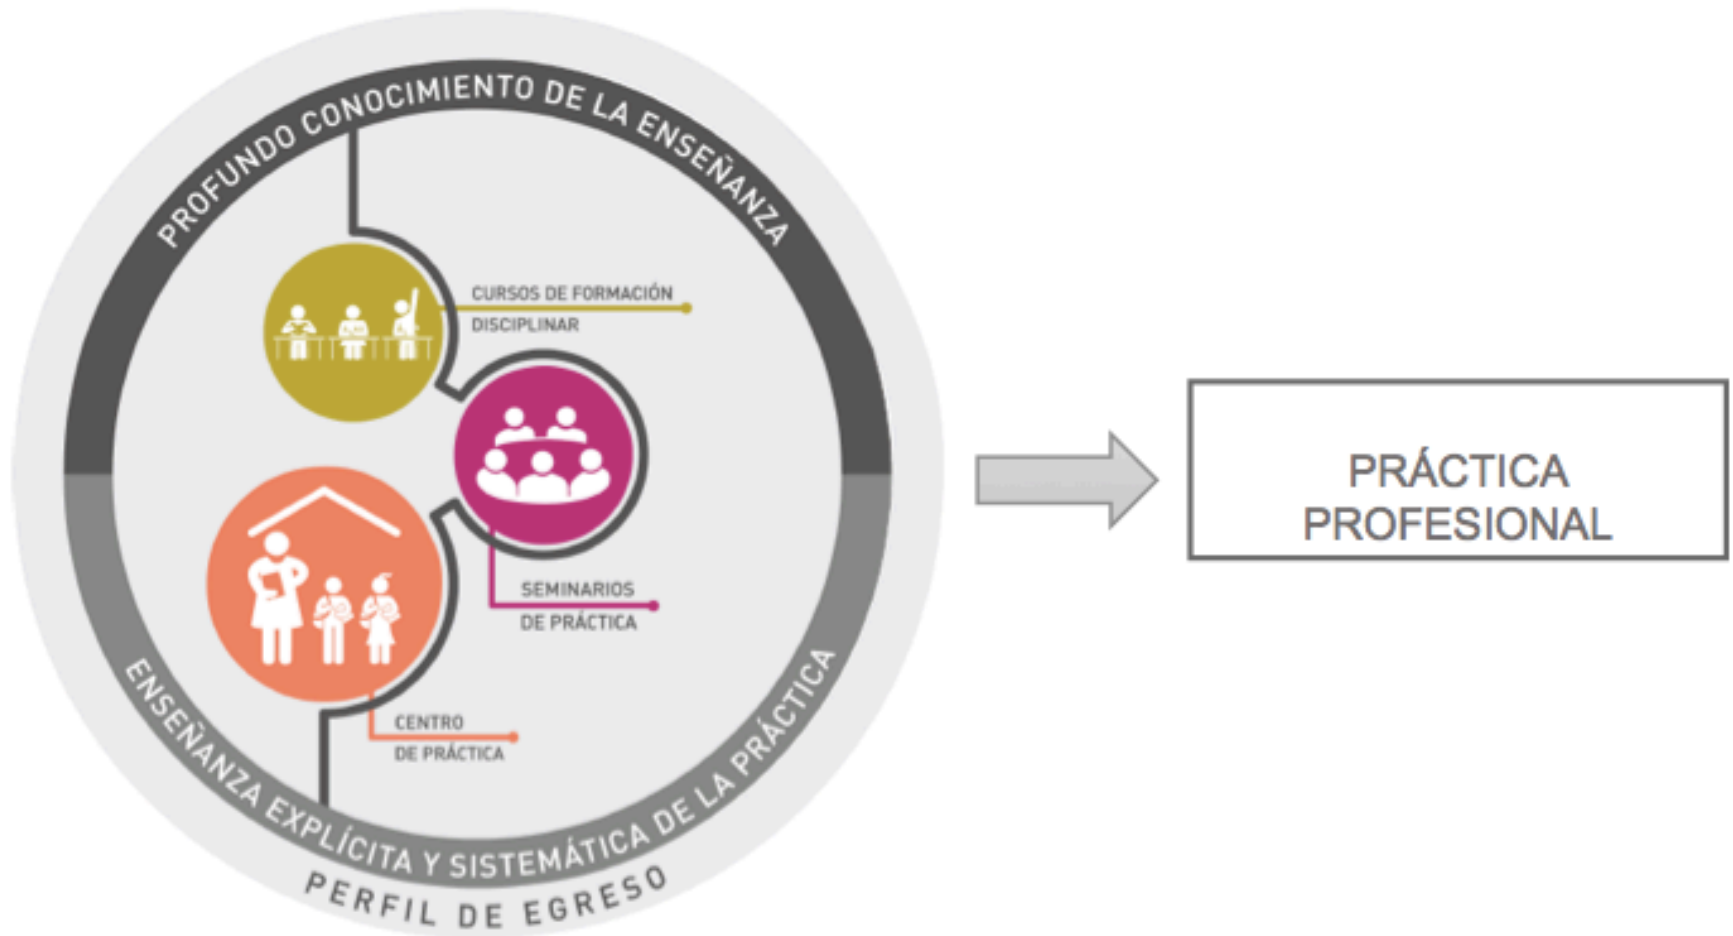 PROFUNDO CONOCIMIENTO DE LA ENSEÑANZA
CURSOS DE FORMACIÓN
DISCIPLINAR
SEMINARIOS
DE PRÁCTICA
CENTRO
DE PRÁCTICA
ENSEÑANZA EXPLÍCITA Y SISTEMÁTICA DE LA PRÁCTICA
PERFIL DE EGRESO
PRÁCTICA
PROFESIONAL